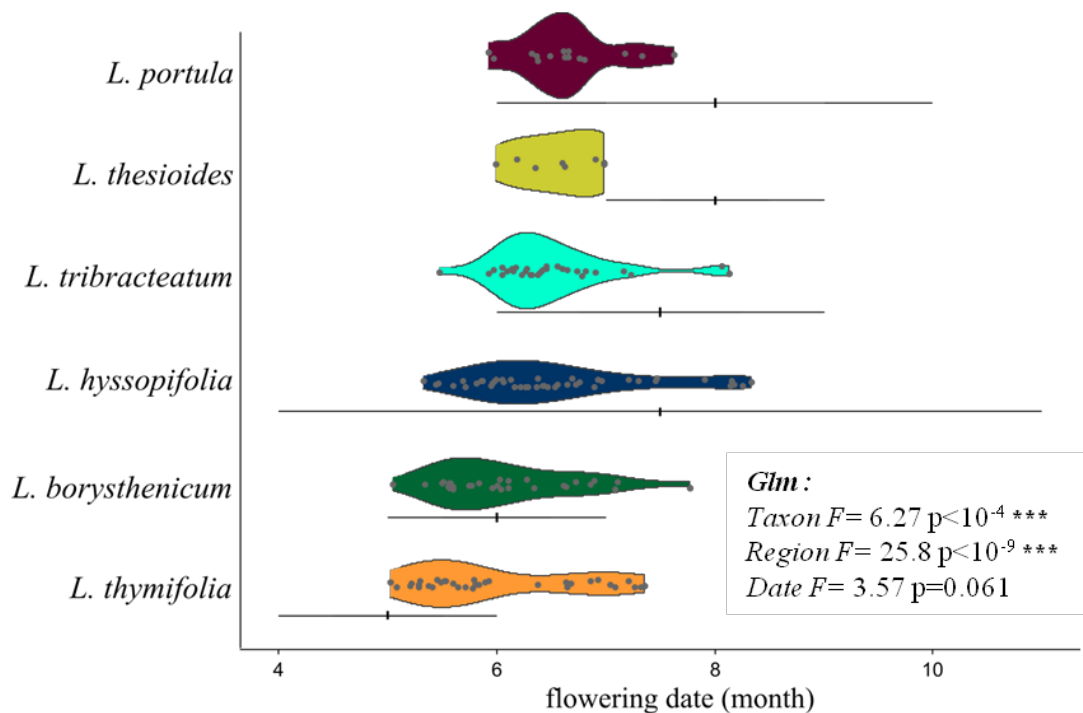 L. portula
L. thesioides
L. tribracteatum
L. hyssopifolia
L. borysthenicum
L. thymifolia
Glm :
Taxon F= 6.27 p<10⁻⁴ ***
Region F= 25.8 p<10⁻⁹ ***
Date F= 3.57 p=0.061
4 6 8 10
flowering date (month)